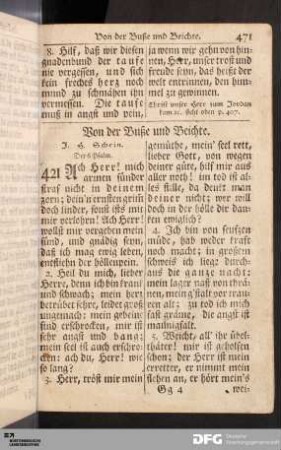 Von der Buße und Beichte. 471
8. Hilf, daß wir diesen
gnadenbund der taufe
nie vergessen, und sich
kein freches herz noch
mund zu schmähen ihn
vermessen. Die taufe
muß in angst und pein,
ja wenn wir gehn von hin-
nen, Herr, unser trost und
freude seyn, das heißt der
welt entrinnen, den him-
mel zu gewinnen.
Christ unser Herr zum Jordan
kam ꝛc. steht oben p. 407.
Von der Buße und Beichte.
J. H. Schein.
Der 6 Psalm.
421 Ach Herr! mich
armen sünder
straf nicht in deinem
zorn; dein'n ernsten grim
doch linder, sonst ists mit
mir verlohrn! Ach Herr!
wollst mir vergeben mein
sünd, und gnädig seyn,
daß ich mag ewig leben,
entfliehn der höllenpein.
2. Heil du mich, lieber
Herre, denn ich bin krank
und schwach; mein herz
betrübet sehre, leidet groß
ungemach: mein gebeine
sind erschrocken, mir ist
sehr angst und bang;
mein seel ist auch erschro-
cken: ach du, Herr! wie
so lang?
3. Herr, tröst mir mein
gemüthe, mein' seel rett,
lieber Gott, von wegen
deiner güte, hilf mir aus
aller noth! im tod ist al-
les stille, da denkt man
deiner nicht: wer will
doch in der hölle dir dan-
ken ewiglich?
4. Ich bin von seufzen
müde, hab weder kraft
noch macht; in großem
schweis ich lieg: durch-
aus die ganze nacht:
mein lager naß von thrä-
nen, mein g'stalt vor trau-
ren alt: zu tod ich mich
fast gräme, die angst ist
mannigfalt.
5. Weicht, all' ihr übel-
thäter! mir ist geholfen
schon; der Herr ist mein
erretter, er nimmt mein
flehen an, er hört mein's
Gg 4 wei-
DFG